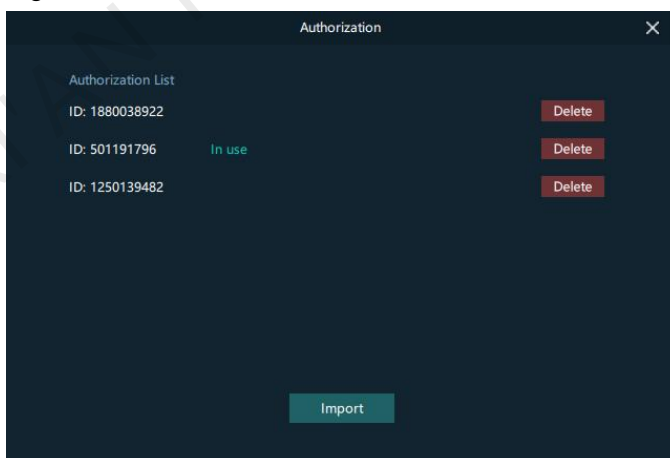 Authorization
Authorization List
ID: 1880038922 Delete
ID: 501191796 In use Delete
ID: 1250139482 Delete
Import